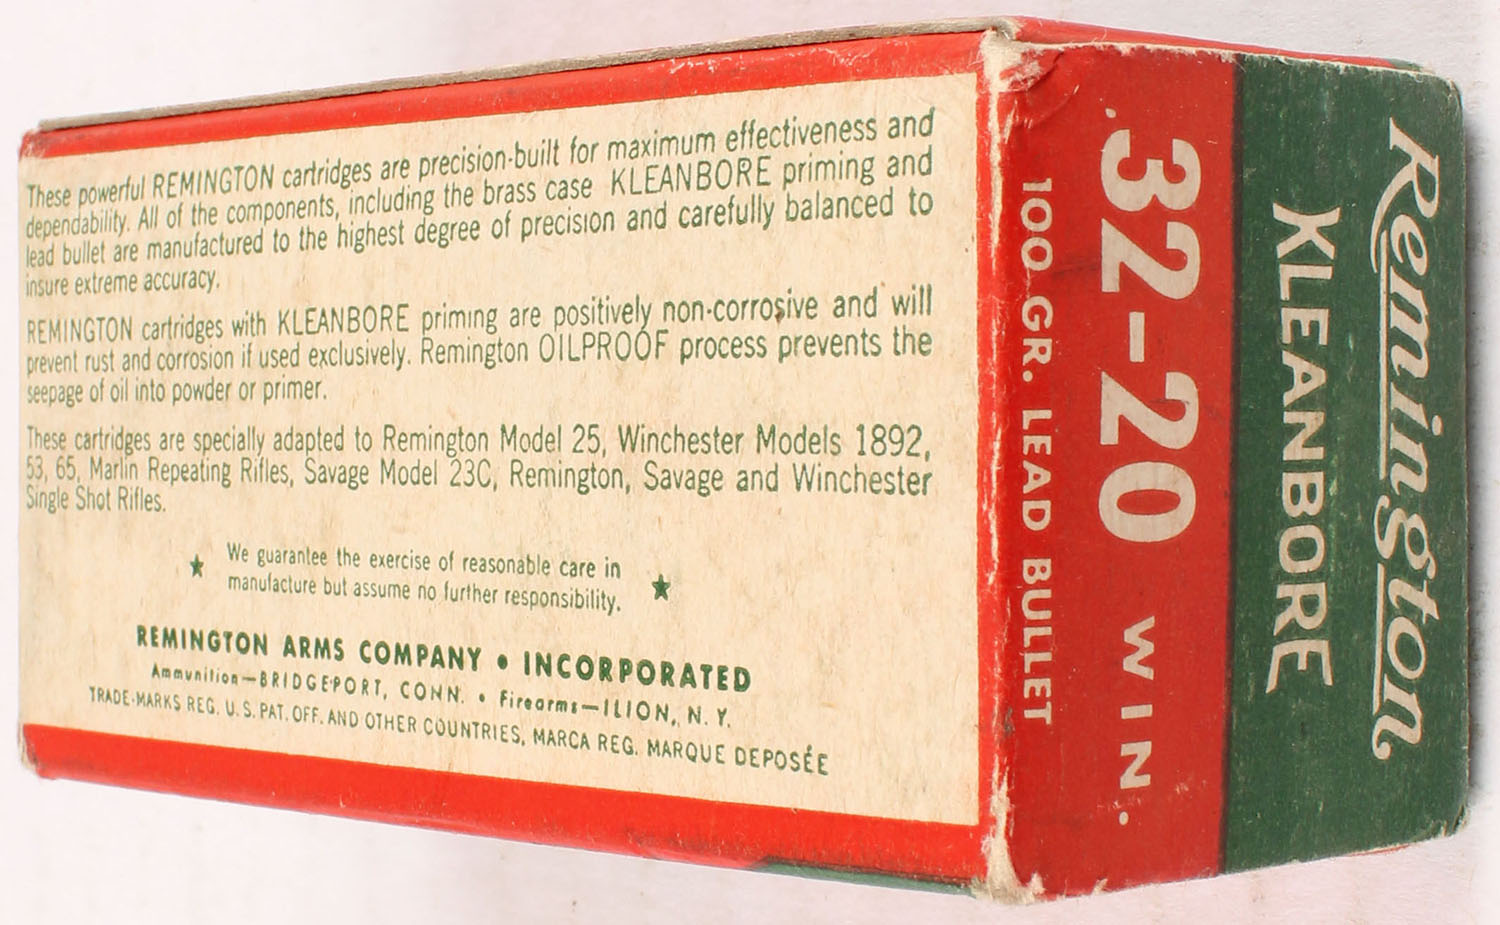 These powerful REMINGTON cartridges are precision-built for maximum effectiveness and
dependability. All of the components, including the brass case KLEANBORE priming and
lead bullet are manufactured to the highest degree of precision and carefully balanced to
insure extreme accuracy.
REMINGTON cartridges with KLEANBORE priming are positively non-corrosive and will
prevent rust and corrosion if used exclusively. Remington OILPROOF process prevents the
seepage of oil into powder or primer.
These cartridges are specially adapted to Remington Model 25, Winchester Models 1892,
53, 65, Marlin Repeating Rifles, Savage Model 23C, Remington, Savage and Winchester
Single Shot Rifles.
We guarantee the exercise of reasonable care in
manufacture but assume no further responsibility.
REMINGTON ARMS COMPANY • INCORPORATED
Ammunition—BRIDGEPORT, CONN. • Firearms—ILION, N. Y.
TRADE-MARKS REG. U. S. PAT. OFF. AND OTHER COUNTRIES, MARCA REG. MARQUE DEPOSÉE
Remington
KLEANBORE
.32-20 WIN.
100 GR. LEAD BULLET